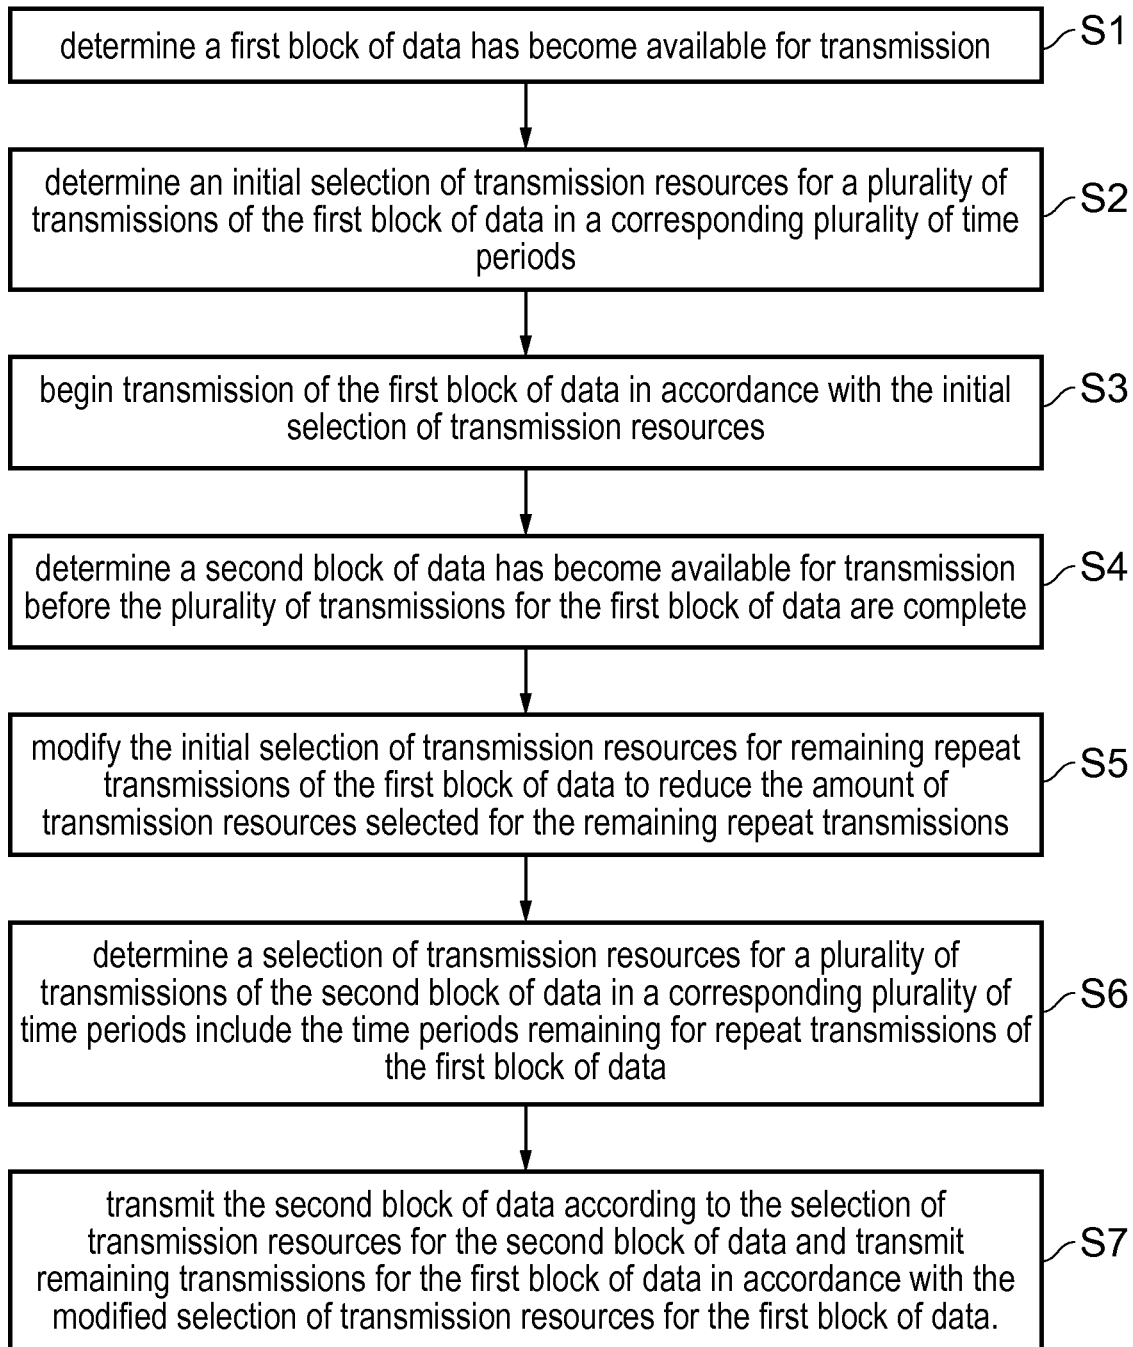 determine a first block of data has become available for transmission
S1
determine an initial selection of transmission resources for a plurality of
transmissions of the first block of data in a corresponding plurality of time
periods
S2
begin transmission of the first block of data in accordance with the initial
selection of transmission resources
S3
determine a second block of data has become available for transmission
before the plurality of transmissions for the first block of data are complete
S4
modify the initial selection of transmission resources for remaining repeat
transmissions of the first block of data to reduce the amount of
transmission resources selected for the remaining repeat transmissions
S5
determine a selection of transmission resources for a plurality of
transmissions of the second block of data in a corresponding plurality of
time periods include the time periods remaining for repeat transmissions of
the first block of data
S6
transmit the second block of data according to the selection of
transmission resources for the second block of data and transmit
remaining transmissions for the first block of data in accordance with the
modified selection of transmission resources for the first block of data.
S7